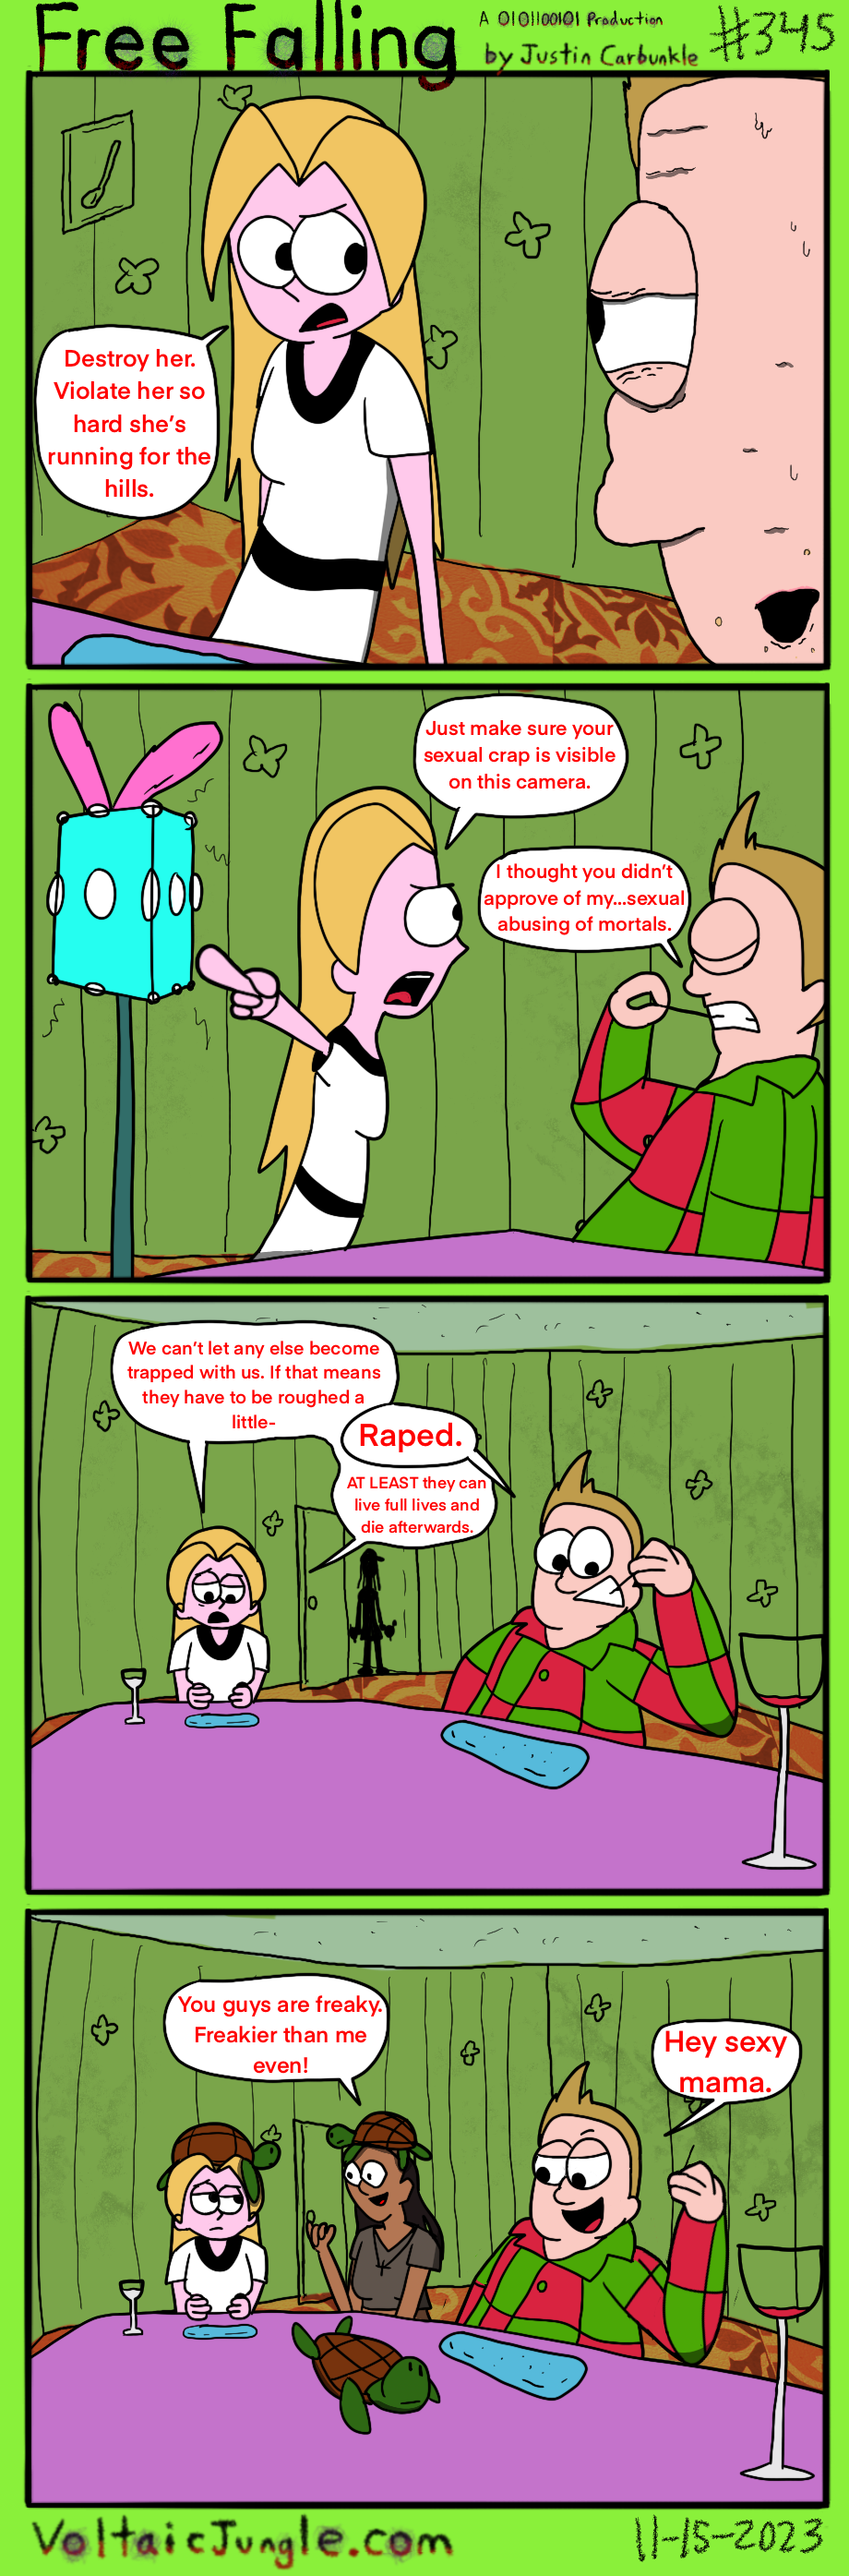 Free Falling
A 0101100101 Production
by Justin Carbunkle
#345
Destroy her.
Violate her so
hard she's
running for the
hills.
Just make sure your
sexual crap is visible
on this camera.
I thought you didn't
approve of my...sexual
abusing of mortals.
We can't let any else become
trapped with us. If that means
they have to be roughed a
little-
Raped.
AT LEAST they can
live full lives and
die afterwards.
You guys are freaky.
Freakier than me
even!
Hey sexy
mama.
VoltaicJungle.com
11-15-2023